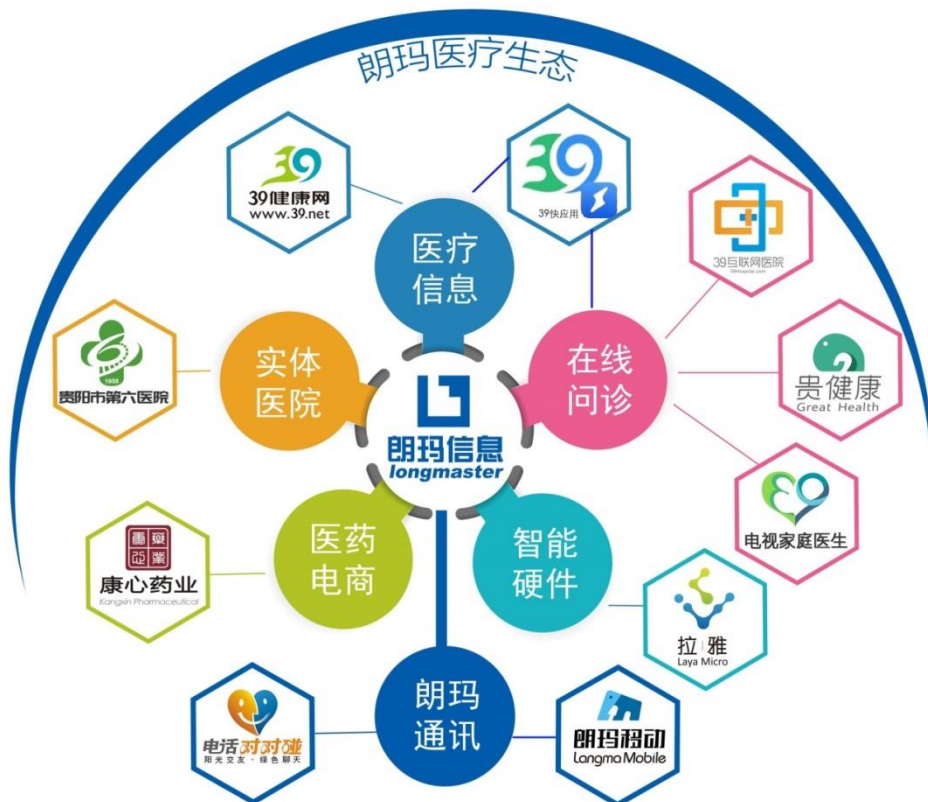 朗玛医疗生态
39健康网
www.39.net
39快应用
医疗
信息
39互联网医院
39hospital.com
1958
贵阳市第六医院
实体
医院
在线
问诊
贵健康
Great Health
朗玛信息
longmaster
电视家庭医生
康心药业
Kangxin Pharmaceutical
医药
电商
智能
硬件
拉雅
Laya Micro
朗玛
通讯
电话对对碰
阳光交友·绿色聊天
朗玛移动
LangmaMobile